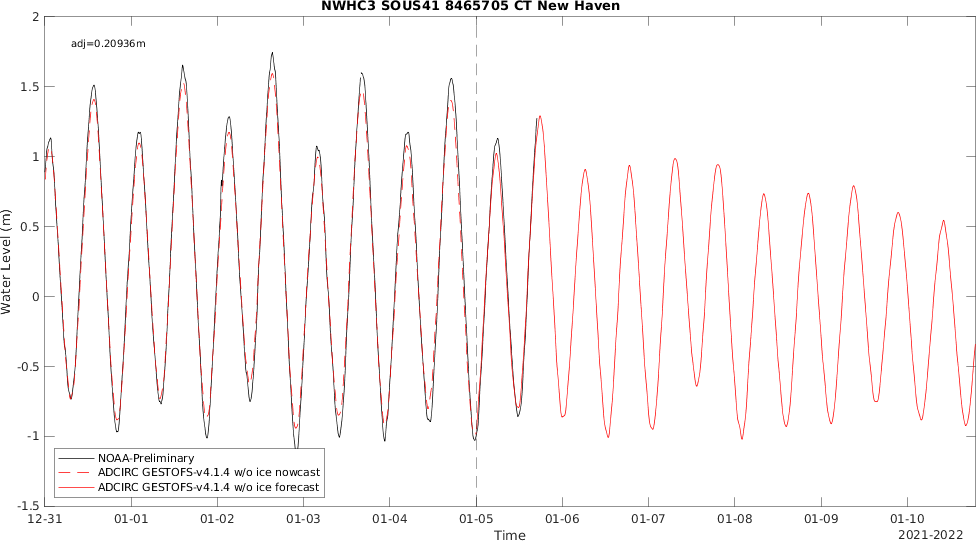 NWHC3 SOUS41 8465705 CT New Haven
adj=0.20936m
2
1.5
1
0.5
0
-0.5
-1
-1.5
Water Level (m)
NOAA-Preliminary
ADCIRC GESTOFS-v4.1.4 w/o ice nowcast
ADCIRC GESTOFS-v4.1.4 w/o ice forecast
12-31 01-01 01-02 01-03 01-04 01-05 01-06 01-07 01-08 01-09 01-10
Time
2021-2022